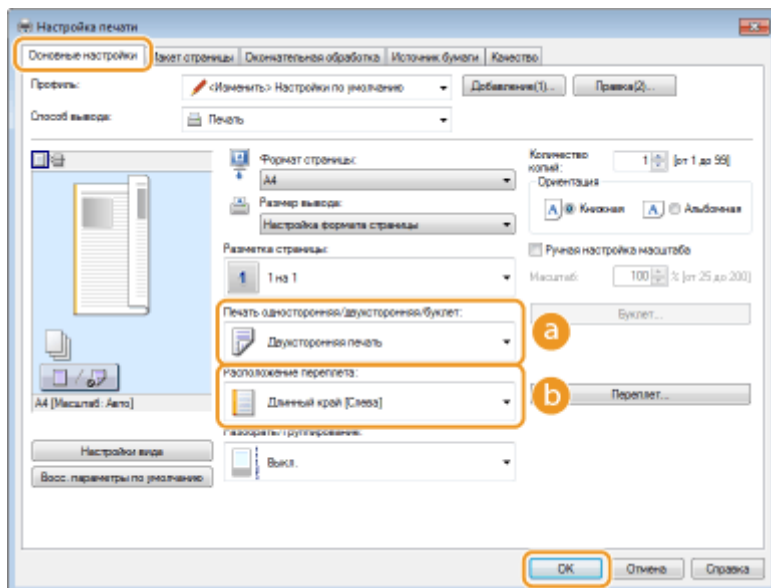 Настройка печати
Основные настройки Макет страницы Окончательная обработка Источник бумаги Качество
Профиль: <Изменить> Настройки по умолчанию Добавление(1)... Правка(2)...
Способ вывода: Печать
Формат страницы:
A4
Размер вывода:
Настройка формата страницы
Разметка страницы:
1 1 на 1
Печать односторонняя/двухсторонняя/буклет:
Двухсторонняя печать
a
Расположение переплета:
Длинный край [Слева]
b
Разобрать/Группирование:
Выкл.
Количество копий: 1 [от 1 до 99]
Ориентация
A Книжная A Альбомная
Ручная настройка масштаба
Масштаб: 100 % [от 25 до 200]
Буклет...
Переплет...
A4 [Масштаб: Авто]
Настройки вида
Восс. параметры по умолчанию
OK Отмена Справка